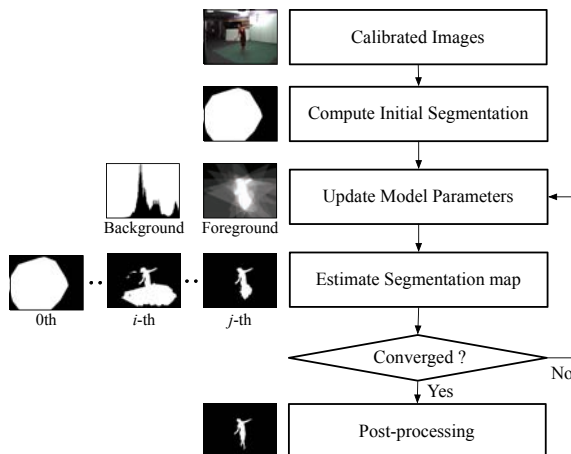 Calibrated Images
Compute Initial Segmentation
Update Model Parameters
Background
Foreground
Estimate Segmentation map
0th
i-th
j-th
Converged ?
No
Yes
Post-processing